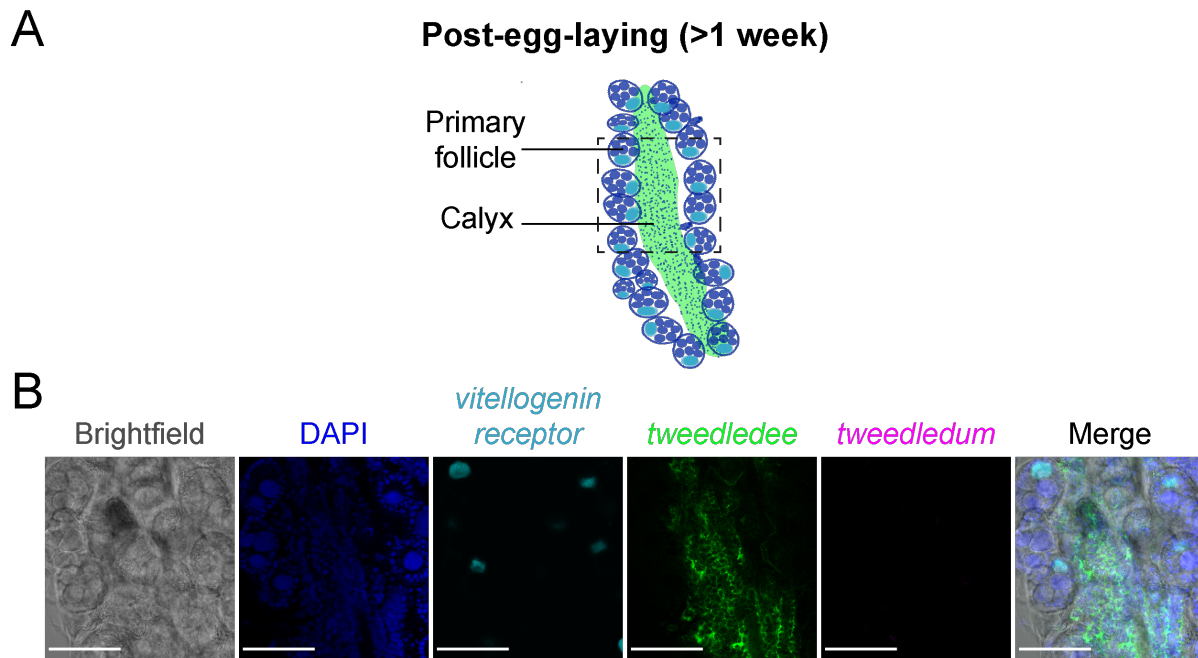 A
Post-egg-laying (>1 week)
Primary
follicle
Calyx
B
Brightfield
DAPI
vitellogenin
receptor
tweedledee
tweedledum
Merge